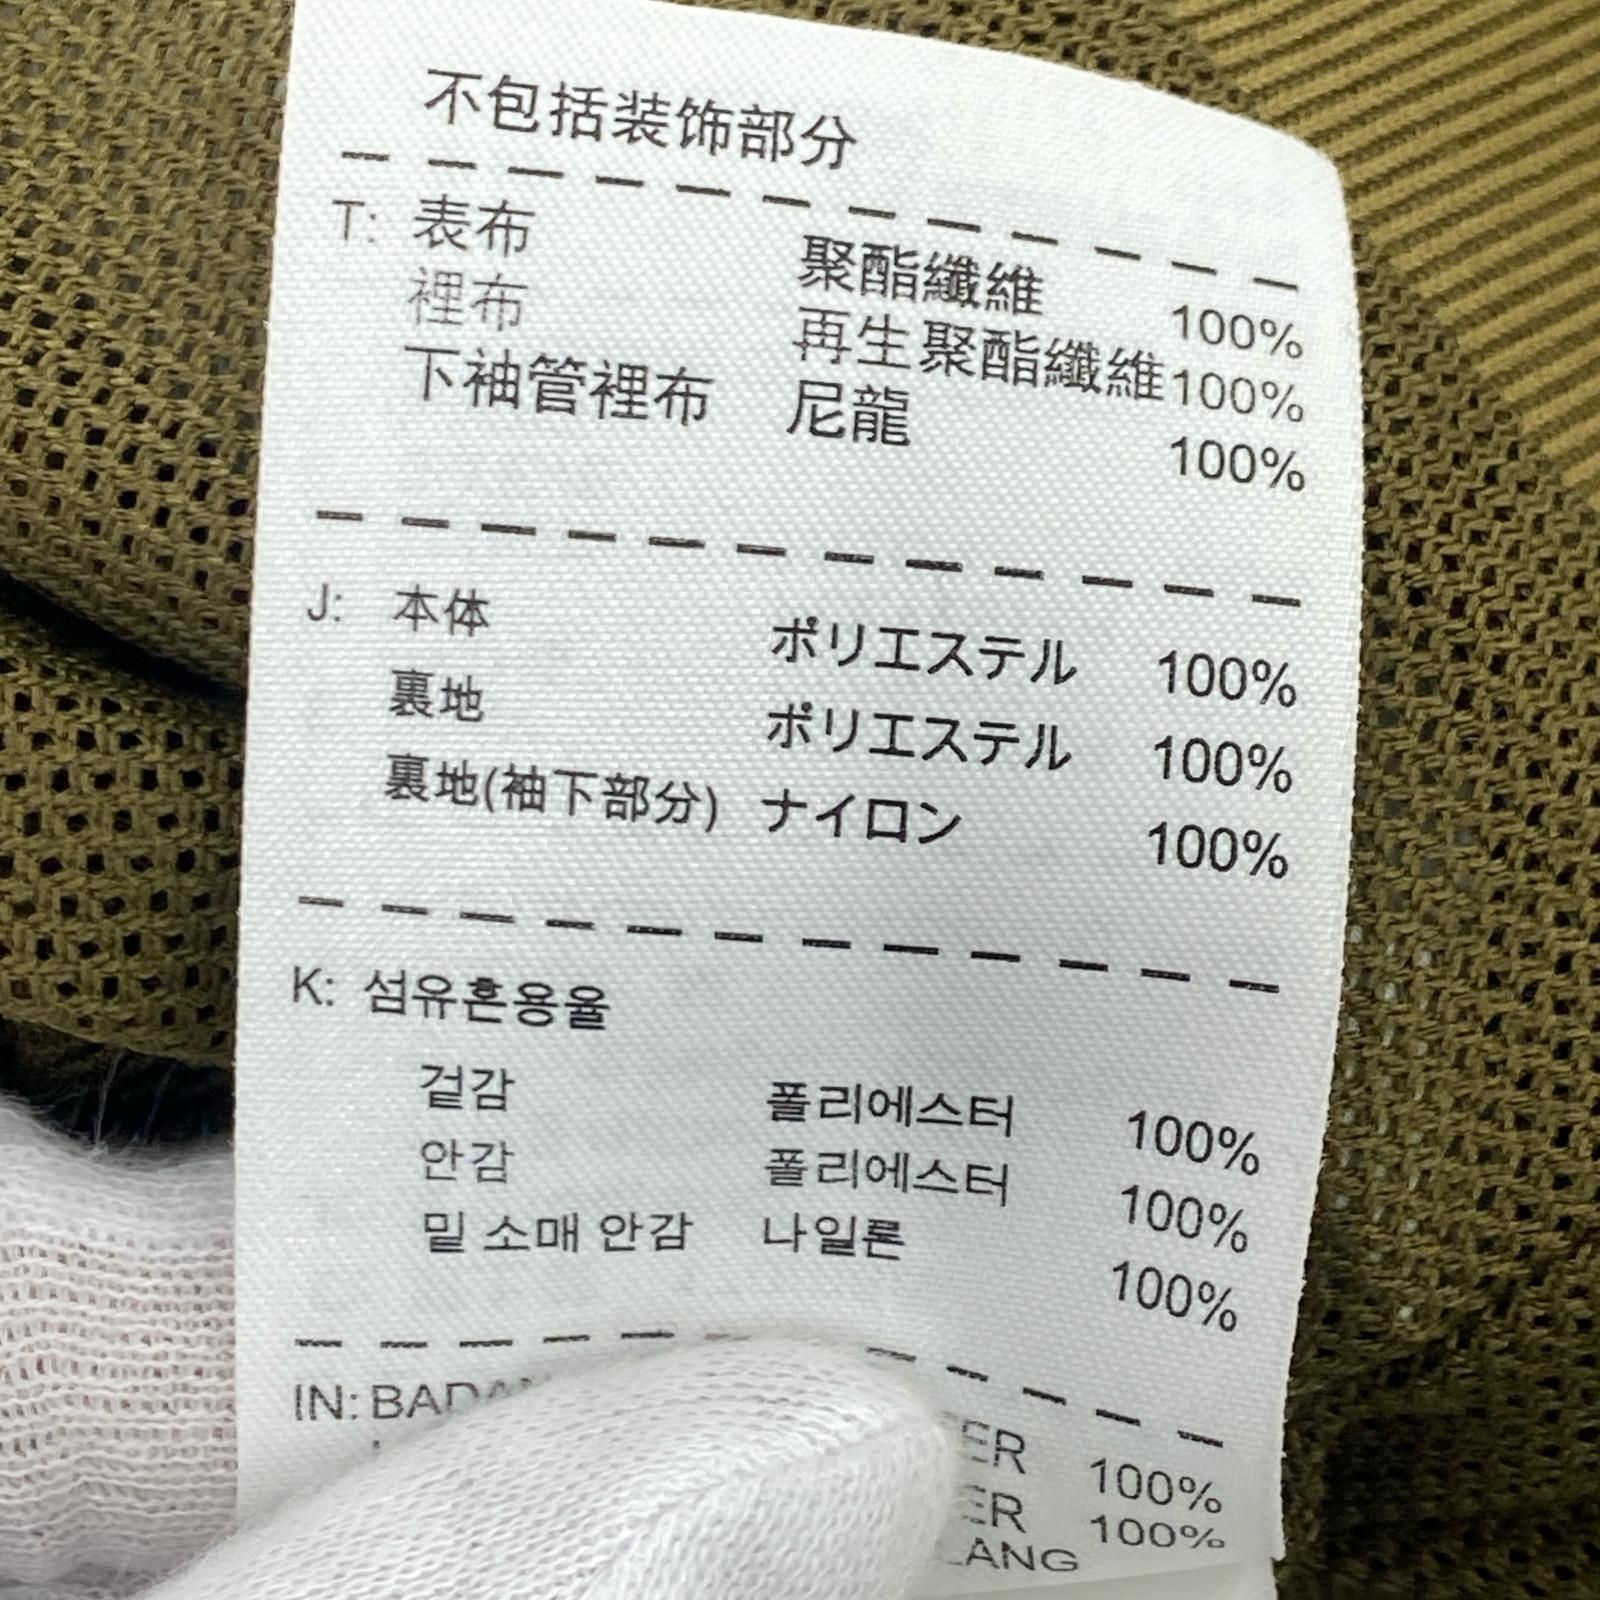 不包括装饰部分
T: 表布 聚酯纖維 100%
裡布 再生聚酯纖維 100%
下袖管裡布 尼龍 100%
J: 本体 ポリエステル 100%
裏地 ポリエステル 100%
裏地(袖下部分) ナイロン 100%
K: 섬유혼용율
겉감 폴리에스터 100%
안감 폴리에스터 100%
밑 소매 안감 나일론 100%
IN: 100%
100%